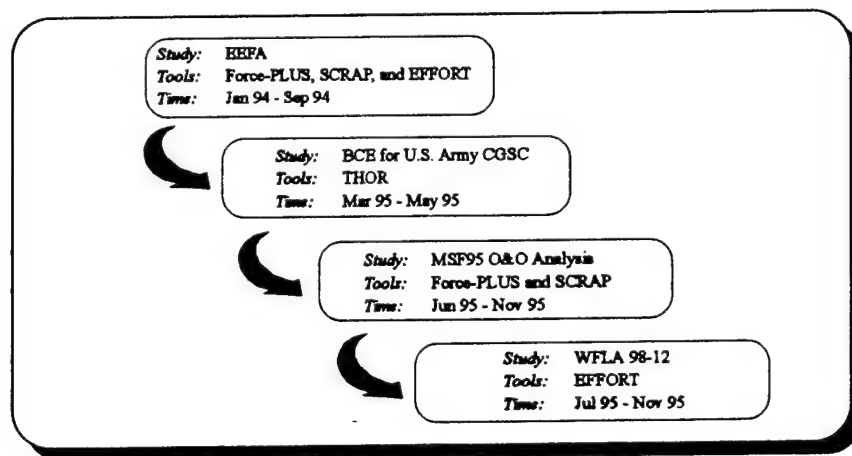 Study: EEFA
Tools: Force-PLUS, SCRAP, and EFFORT
Time: Jan 94 - Sep 94
Study: BCE for U.S. Army CGSC
Tools: THOR
Time: Mar 95 - May 95
Study: MSF95 O&O Analysis
Tools: Force-PLUS and SCRAP
Time: Jun 95 - Nov 95
Study: WFLA 98-12
Tools: EFFORT
Time: Jul 95 - Nov 95